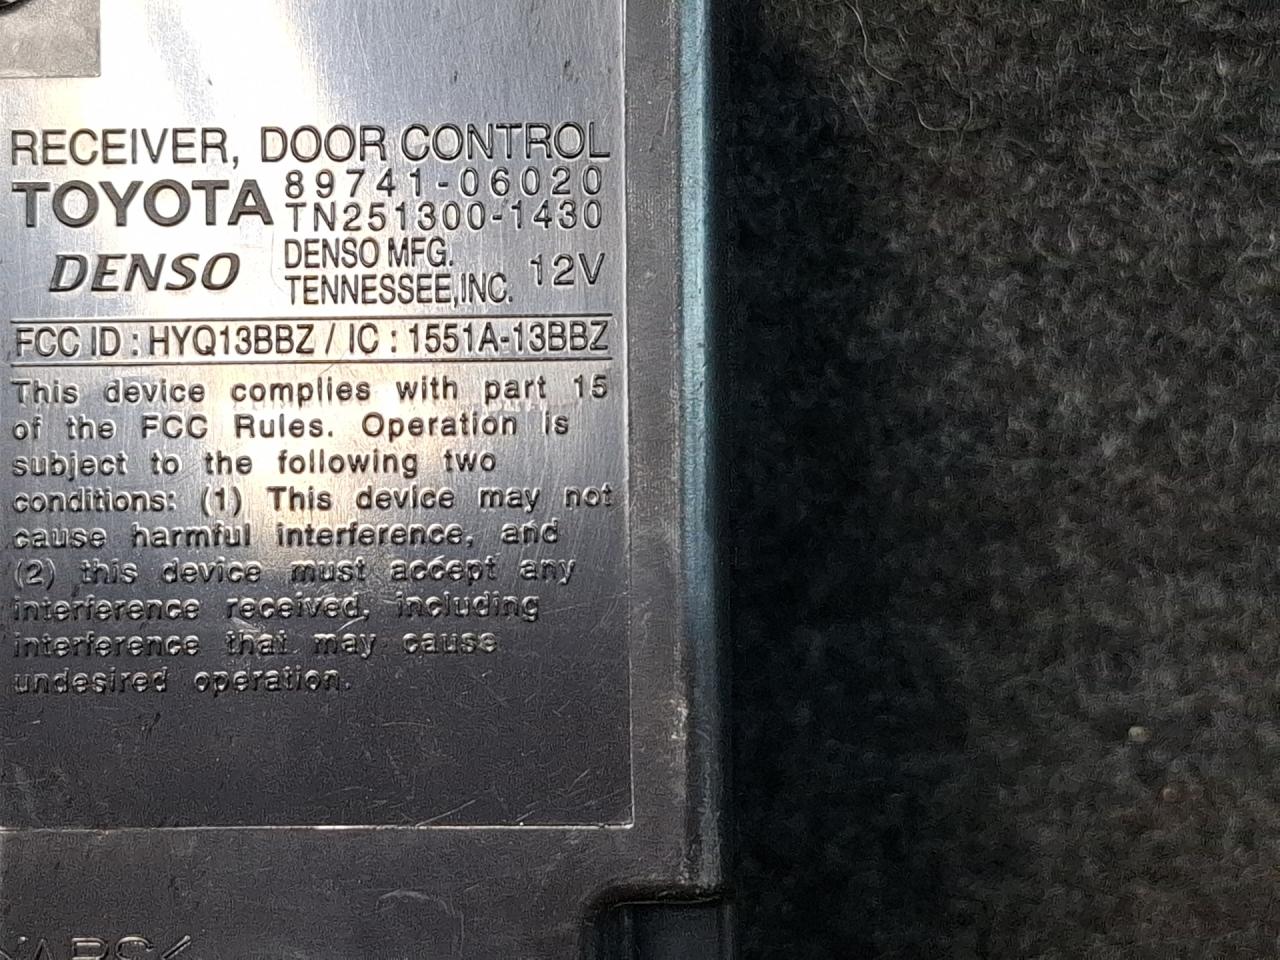 RECEIVER, DOOR CONTROL
TOYOTA 89741-06020
TN251300-1430
DENSO DENSO MFG.
TENNESSEE,INC. 12V
FCC ID : HYQ13BBZ / IC : 1551A-13BBZ
This device complies with part 15
of the FCC Rules. Operation is
subject to the following two
conditions: (1) This device may not
cause harmful interference, and
(2) this device must accept any
interference received, including
interference that may cause
undesired operation.